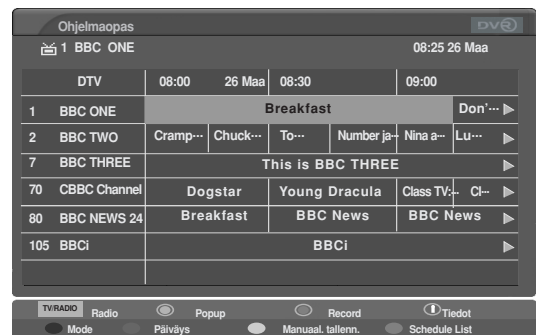 Ohjelmaopas DVR
1 BBC ONE 08:25 26 Maa
DTV 08:00 26 Maa 08:30 09:00
1 BBC ONE Breakfast Don'···
2 BBC TWO Cramp··· Chuck··· To··· Number ja··· Nina a··· Lu···
7 BBC THREE This is BBC THREE
70 CBBC Channel Dogstar Young Dracula Class TV:··· Cl···
80 BBC NEWS 24 Breakfast BBC News BBC News
105 BBCi BBCi
TV/RADIO Radio Popup Record Tiedot
Mode Päiväys Manuaal. tallenn. Schedule List